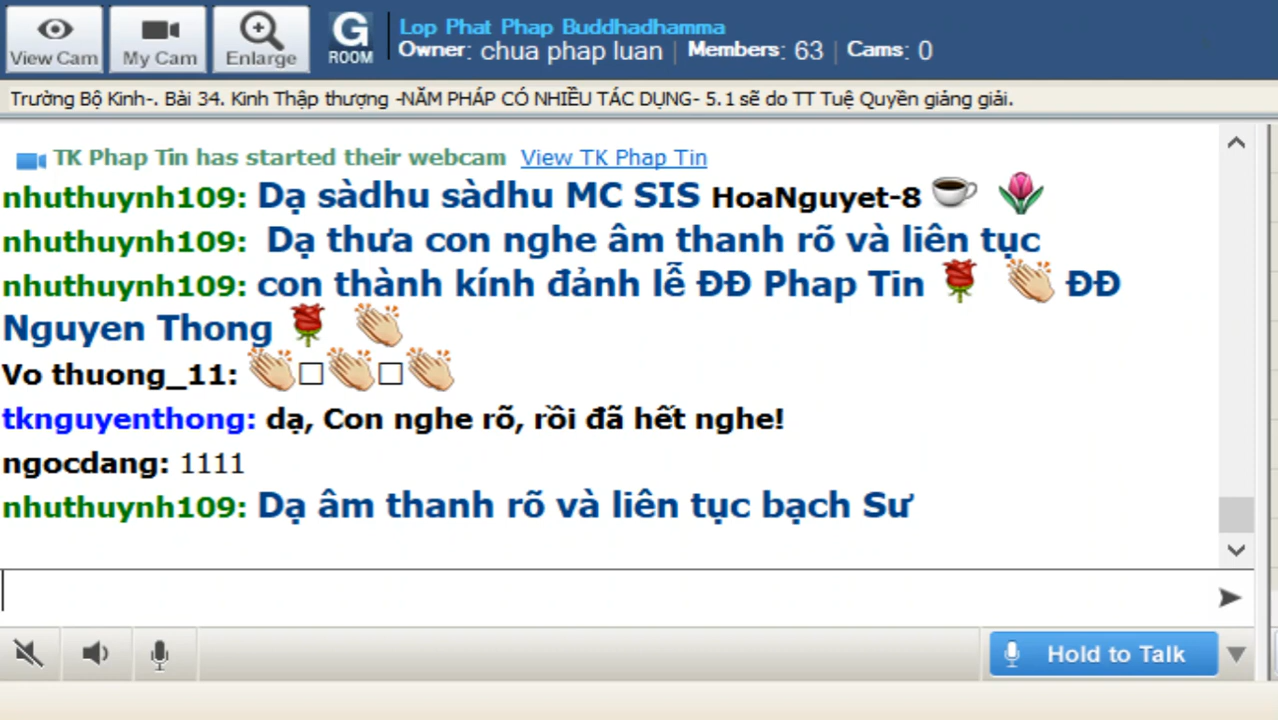 View Cam
My Cam
Enlarge
G
ROOM
Lop Phat Phap Buddhadhamma
Owner: chua phap luan | Members: 63 | Cams: 0
Trường Bộ Kinh-. Bài 34. Kinh Thập thượng -NĂM PHÁP CÓ NHIỀU TÁC DỤNG- 5.1 sẽ do TT Tuệ Quyền giảng giải.
TK Phap Tin has started their webcam View TK Phap Tin
nhuthuynh109: Dạ sàdhu sàdhu MC SIS HoaNguyet-8 ☕ 🌷
nhuthuynh109: Dạ thưa con nghe âm thanh rõ và liên tục
nhuthuynh109: con thành kính đảnh lễ ĐĐ Phap Tin 🌹 👏 ĐĐ
Nguyen Thong 🌹 👏
Vo thuong_11: 👏□👏□👏
tknguyenthong: dạ, Con nghe rõ, rồi đã hết nghe!
ngocdang: 1111
nhuthuynh109: Dạ âm thanh rõ và liên tục bạch Sư
Hold to Talk